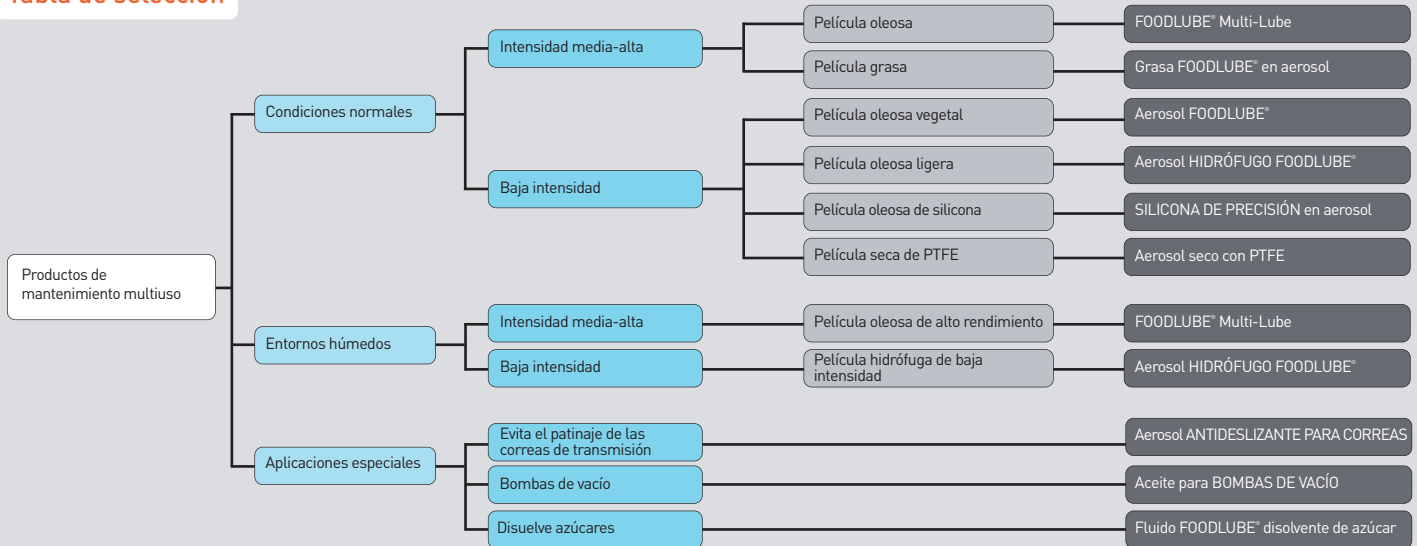 Tabla de selección
Película oleosa
FOODLUBE® Multi-Lube
Intensidad media-alta
Película grasa
Grasa FOODLUBE® en aerosol
Condiciones normales
Película oleosa vegetal
Aerosol FOODLUBE®
Película oleosa ligera
Aerosol HIDRÓFUGO FOODLUBE®
Baja intensidad
Película oleosa de silicona
SILICONA DE PRECISIÓN en aerosol
Película seca de PTFE
Aerosol seco con PTFE
Productos de
mantenimiento multiuso
Entornos húmedos
Intensidad media-alta
Película oleosa de alto rendimiento
FOODLUBE® Multi-Lube
Baja intensidad
Película hidrófuga de baja
intensidad
Aerosol HIDRÓFUGO FOODLUBE®
Aplicaciones especiales
Evita el patinaje de las
correas de transmisión
Aerosol ANTIDESLIZANTE PARA CORREAS
Bombas de vacío
Aceite para BOMBAS DE VACÍO
Disuelve azúcares
Fluido FOODLUBE® disolvente de azúcar